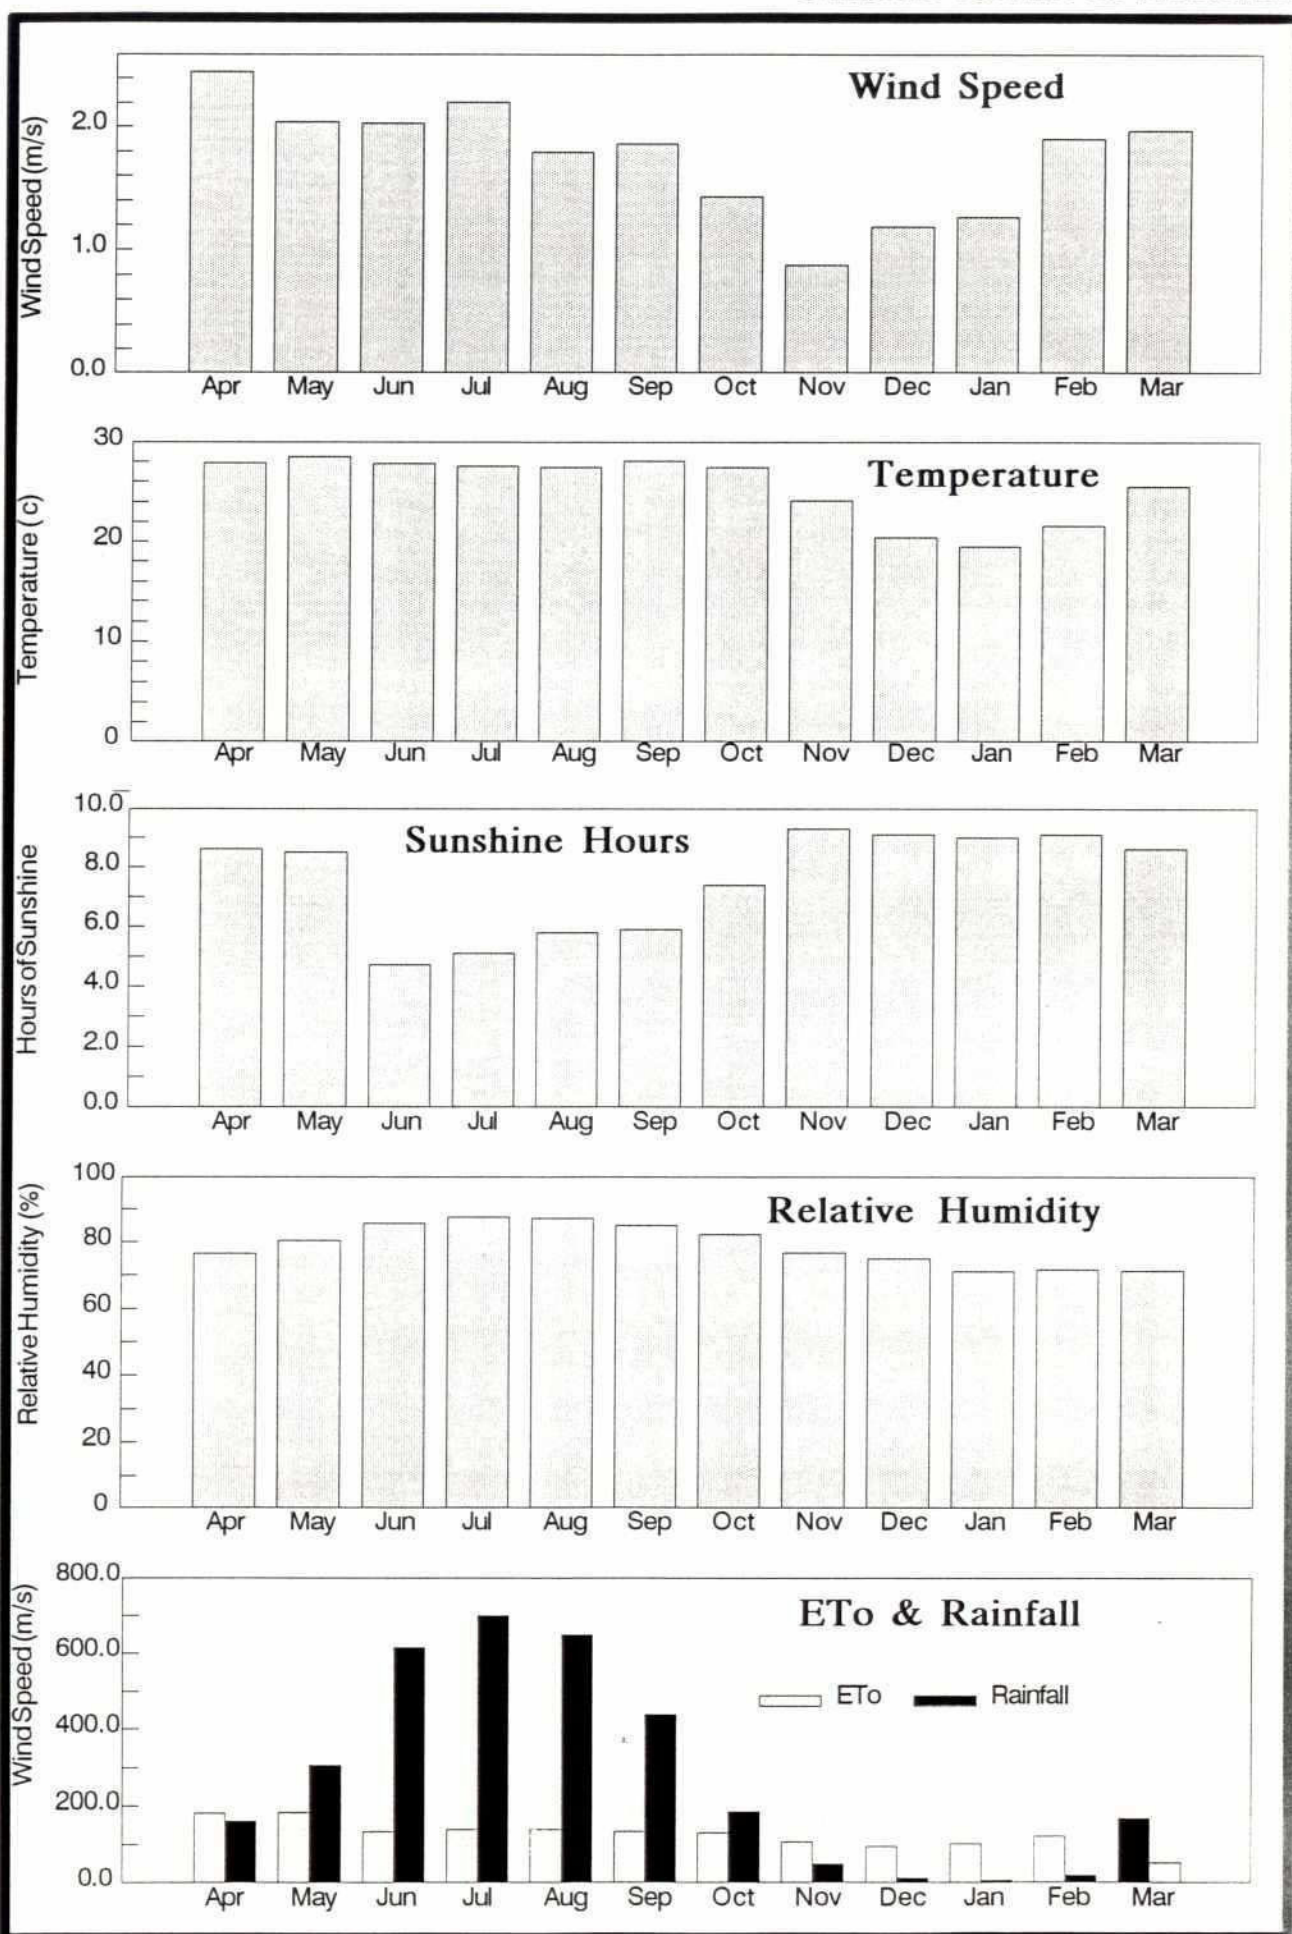 Wind Speed
Wind Speed (m/s)
2.0
1.0
0.0
Apr May Jun Jul Aug Sep Oct Nov Dec Jan Feb Mar
Temperature
Temperature (c)
30
20
10
0
Apr May Jun Jul Aug Sep Oct Nov Dec Jan Feb Mar
Sunshine Hours
Hours of Sunshine
10.0
8.0
6.0
4.0
2.0
0.0
Apr May Jun Jul Aug Sep Oct Nov Dec Jan Feb Mar
Relative Humidity
Relative Humidity (%)
100
80
60
40
20
0
Apr May Jun Jul Aug Sep Oct Nov Dec Jan Feb Mar
ETo & Rainfall
Wind Speed (m/s)
800.0
600.0
400.0
200.0
0.0
ETo Rainfall
Apr May Jun Jul Aug Sep Oct Nov Dec Jan Feb Mar